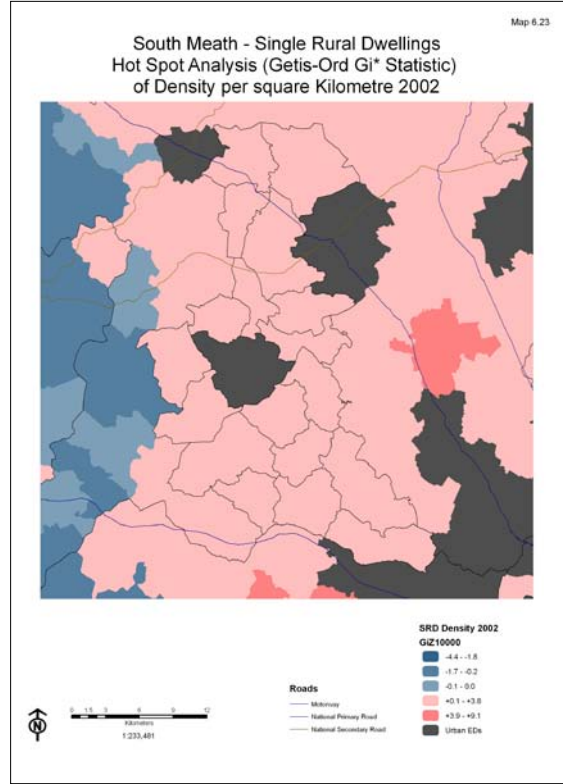 Map 6.23
South Meath - Single Rural Dwellings
Hot Spot Analysis (Getis-Ord Gi* Statistic)
of Density per square Kilometre 2002
SRD Density 2002
GiZ10000
-4.4 - -1.8
-1.7 - -0.2
-0.1 - 0.0
+0.1 - +3.8
+3.9 - +9.1
Urban EDs
Roads
Motorway
National Primary Road
National Secondary Road
N
0 1.5 3 6 9 12
Kilometers
1:233,481